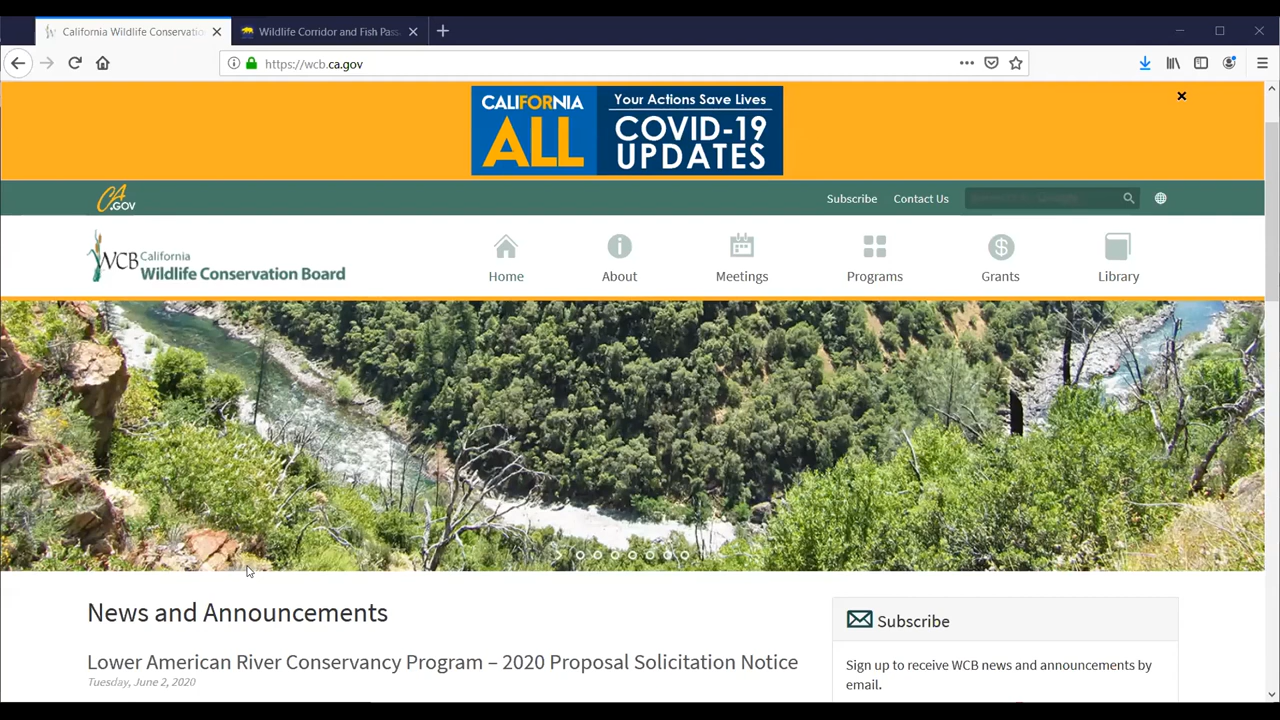 California Wildlife Conservatio
Wildlife Corridor and Fish Pass
https://wcb.ca.gov
CALIFORNIA
ALL
Your Actions Save Lives
COVID-19
UPDATES
CA
.GOV
Subscribe
Contact Us
WCB California
Wildlife Conservation Board
Home
About
Meetings
Programs
Grants
Library
News and Announcements
Lower American River Conservancy Program – 2020 Proposal Solicitation Notice
Tuesday, June 2, 2020
Subscribe
Sign up to receive WCB news and announcements by
email.